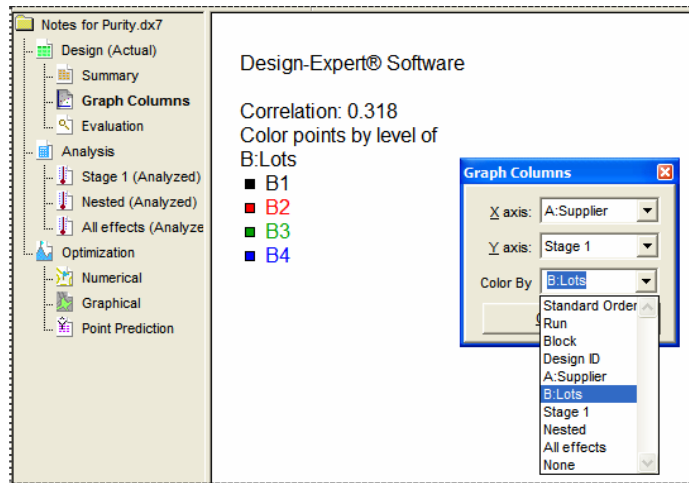 Notes for Purity.dx7
Design (Actual)
Summary
Graph Columns
Evaluation
Analysis
Stage 1 (Analyzed)
Nested (Analyzed)
All effects (Analyze
Optimization
Numerical
Graphical
Point Prediction
Design-Expert® Software
Correlation: 0.318
Color points by level of
B:Lots
B1
B2
B3
B4
Graph Columns
X axis: A:Supplier
Y axis: Stage 1
Color By B:Lots
Standard Order
Run
Block
Design ID
A:Supplier
B:Lots
Stage 1
Nested
All effects
None